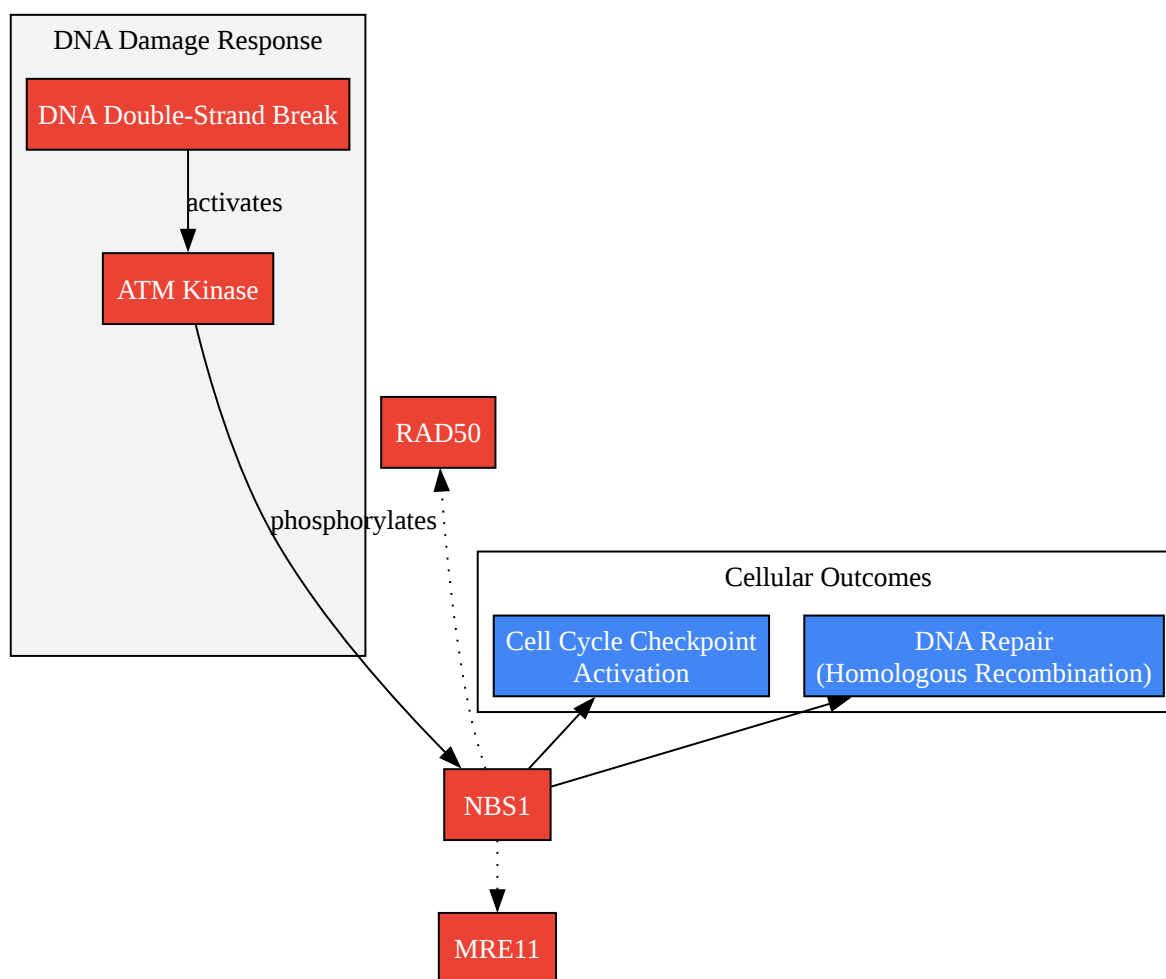 DNA Damage Response
DNA Double-Strand Break
activates
ATM Kinase
RAD50
phosphorylates
Cellular Outcomes
Cell Cycle Checkpoint
Activation
DNA Repair
(Homologous Recombination)
NBS1
MRE11